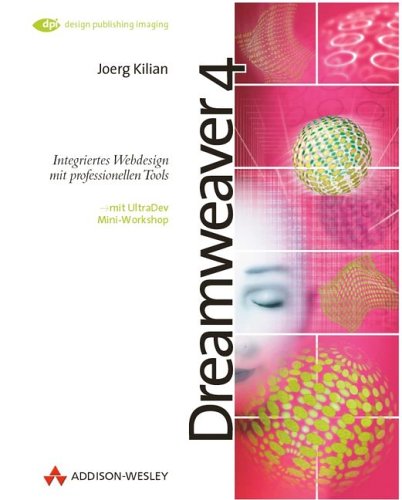 dpi design publishing imaging
Joerg Kilian
Dreamweaver 4
Integriertes Webdesign
mit professionellen Tools
→mit UltraDev
Mini-Workshop
ADDISON-WESLEY